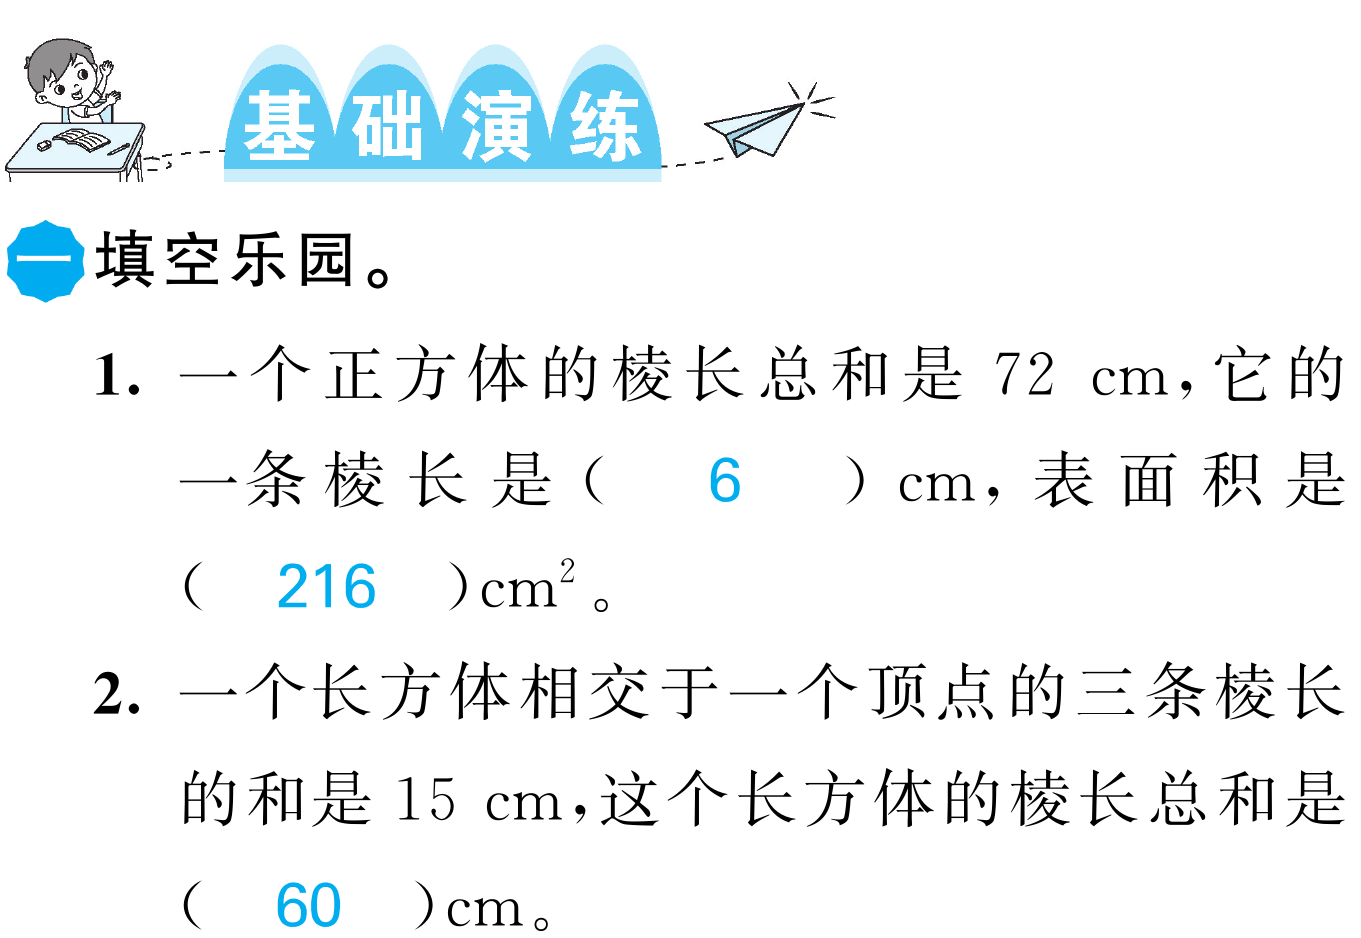 基础演练
一 填空乐园。
1. 一个正方体的棱长总和是 72 cm,它的
一条棱长是( 6 )cm,表面积是
( 216 )cm²。
2. 一个长方体相交于一个顶点的三条棱长
的和是 15 cm,这个长方体的棱长总和是
( 60 )cm。